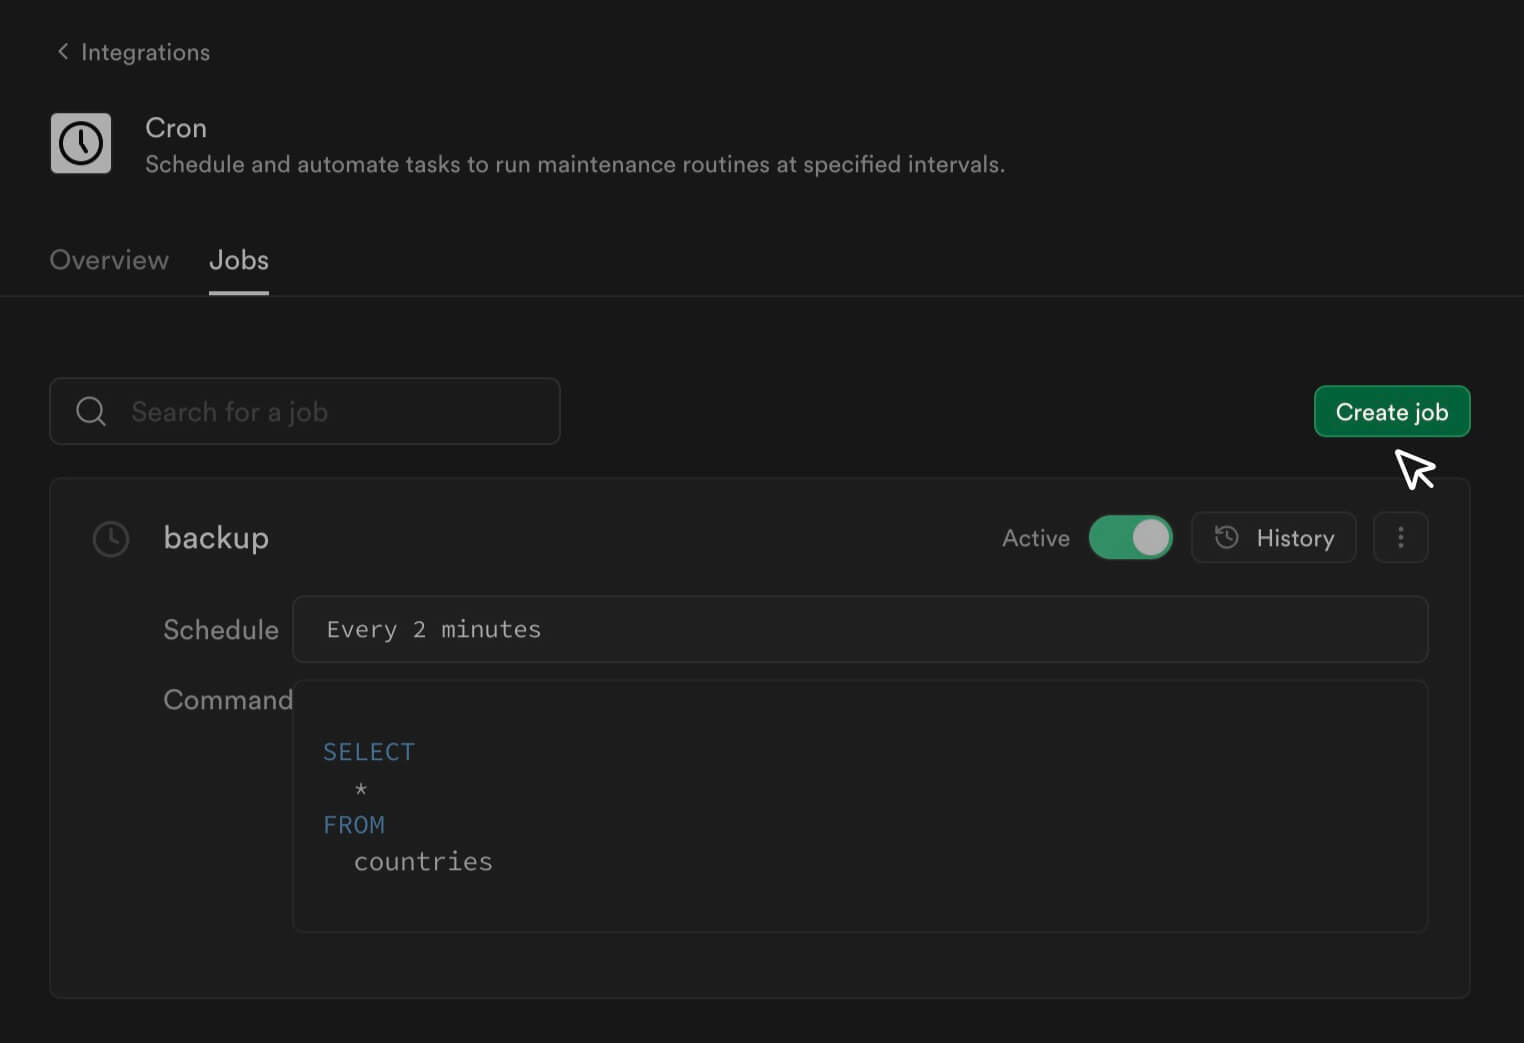 Integrations
Cron
Schedule and automate tasks to run maintenance routines at specified intervals.
Overview Jobs
Search for a job
Create job
backup Active History
Schedule Every 2 minutes
Command
SELECT
*
FROM
countries